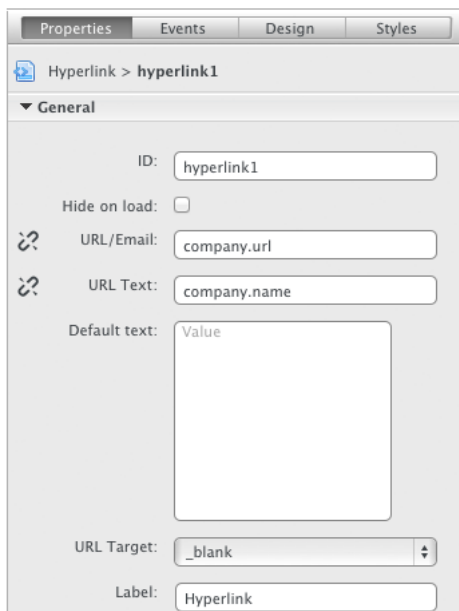 Properties Events Design Styles
Hyperlink > hyperlink1
General
ID: hyperlink1
Hide on load:
URL/Email: company.url
URL Text: company.name
Default text: Value
URL Target: _blank
Label: Hyperlink